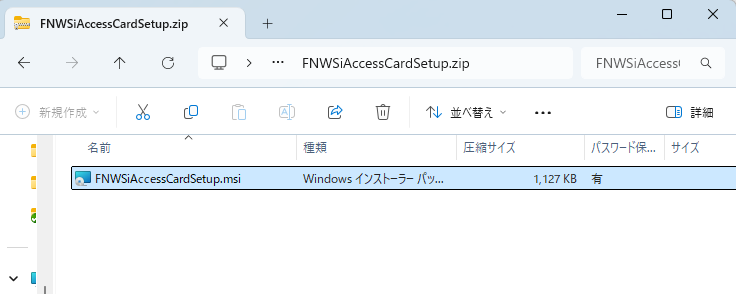 FNWSiAccessCardSetup.zip
FNWSiAccessCardSetup.zip
FNWSiAccess
新規作成
並べ替え
詳細
名前 種類 圧縮サイズ パスワード保... サイズ
FNWSiAccessCardSetup.msi Windows インストーラー パッ... 1,127 KB 有